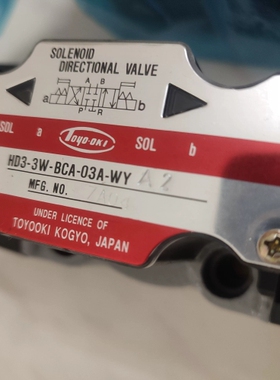 SOLENOID
DIRECTIONAL VALVE
A B
a b
P R
SOL a TOYO-OKI SOL b
HD3-3W-BCA-03A-WY A2
MFG. NO.
UNDER LICENCE OF
TOYOOKI KOGYO, JAPAN